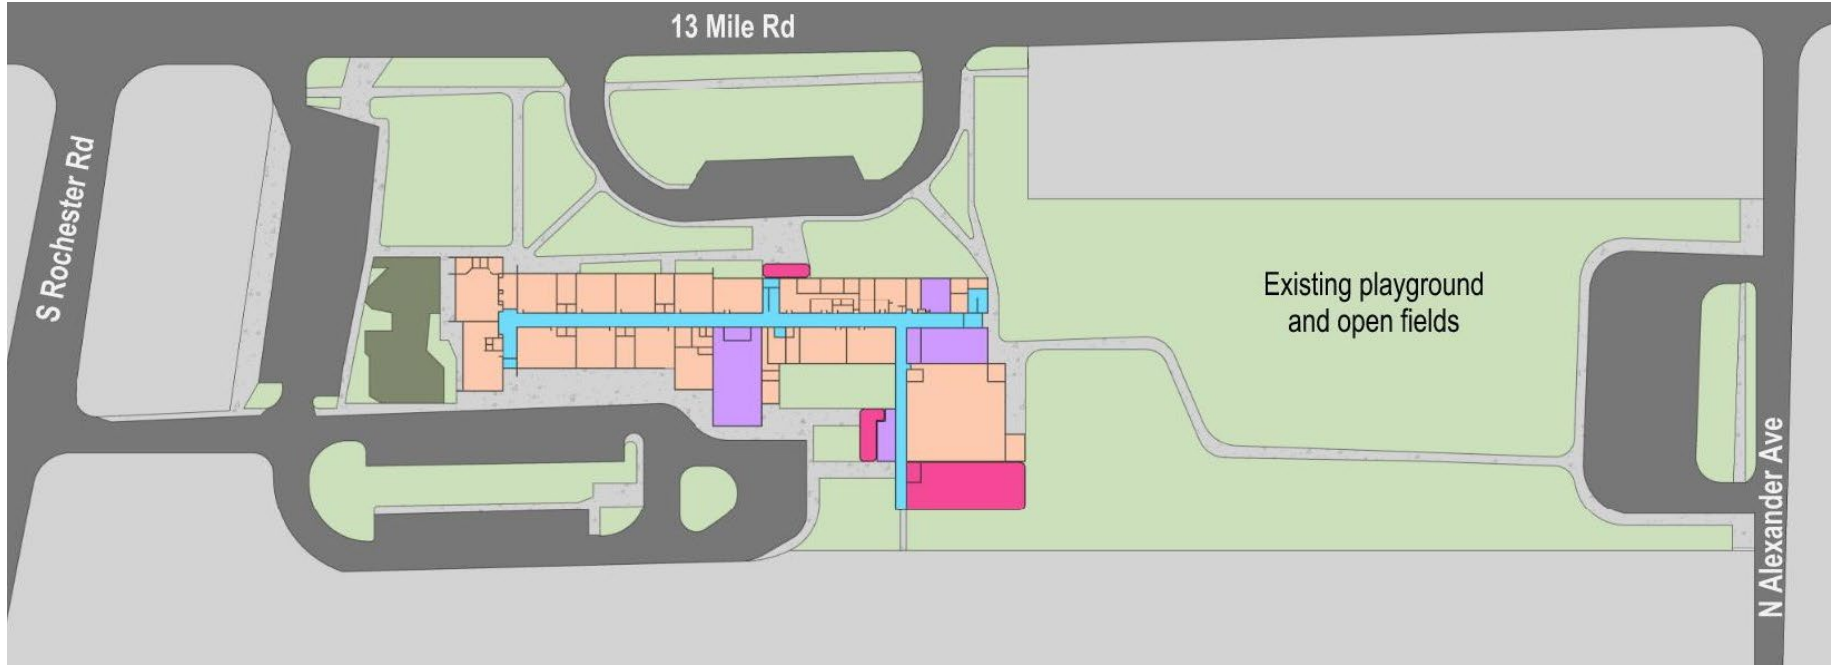 13 Mile Rd
S Rochester Rd
Existing playground
and open fields
N Alexander Ave